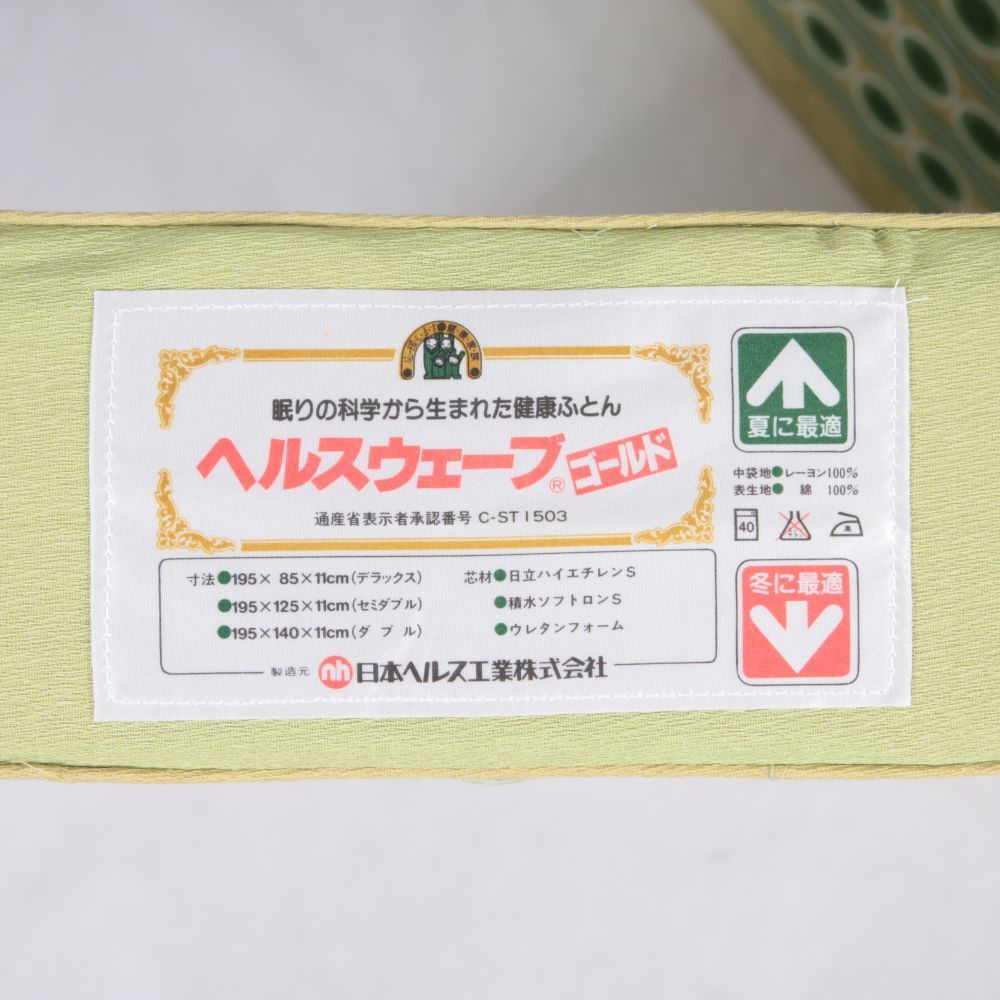 眠りの科学から生まれた健康ふとん
ヘルスウェーブ® ゴールド
通産省表示者承認番号 C-ST1503
寸法●195×85×11cm(デラックス)
●195×125×11cm(セミダブル)
●195×140×11cm(ダブル)
芯材●日立ハイエチレンS
●積水ソフトロンS
●ウレタンフォーム
製造元 nh 日本ヘルス工業株式会社
夏に最適
中袋地●レーヨン100%
表生地●綿 100%
40
冬に最適